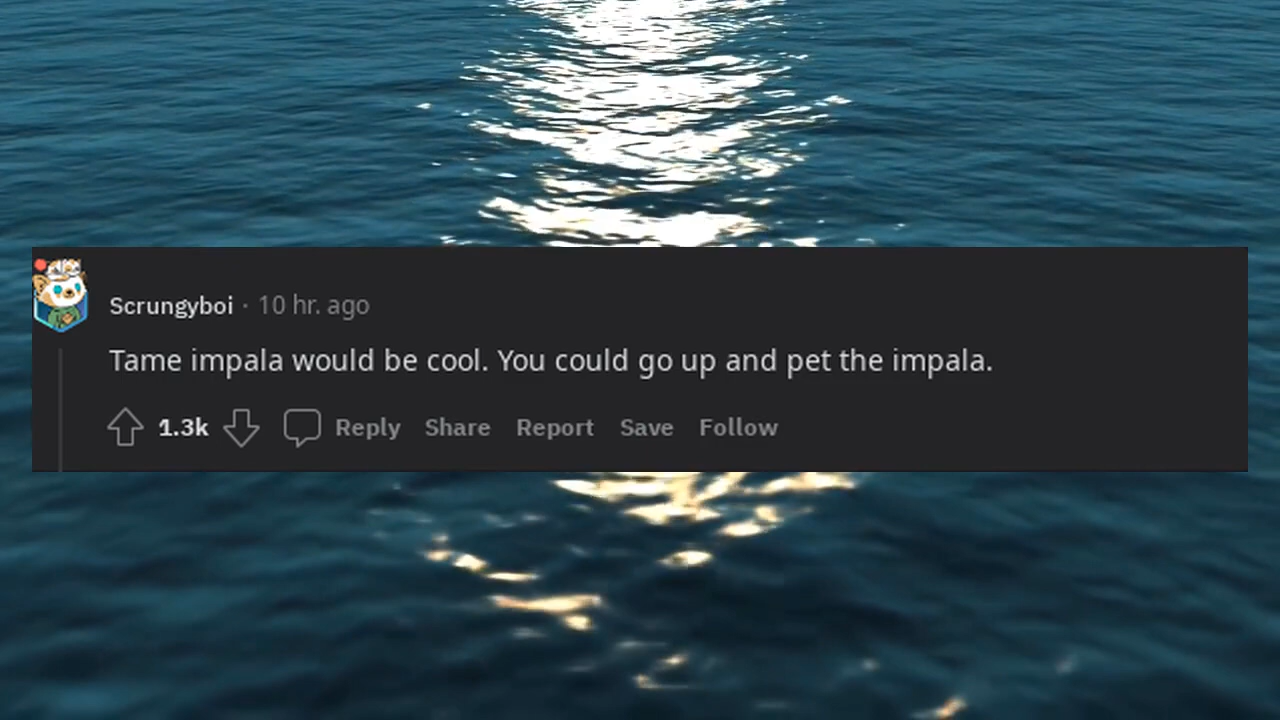 Scrungyboi · 10 hr. ago
Tame impala would be cool. You could go up and pet the impala.
1.3k Reply Share Report Save Follow